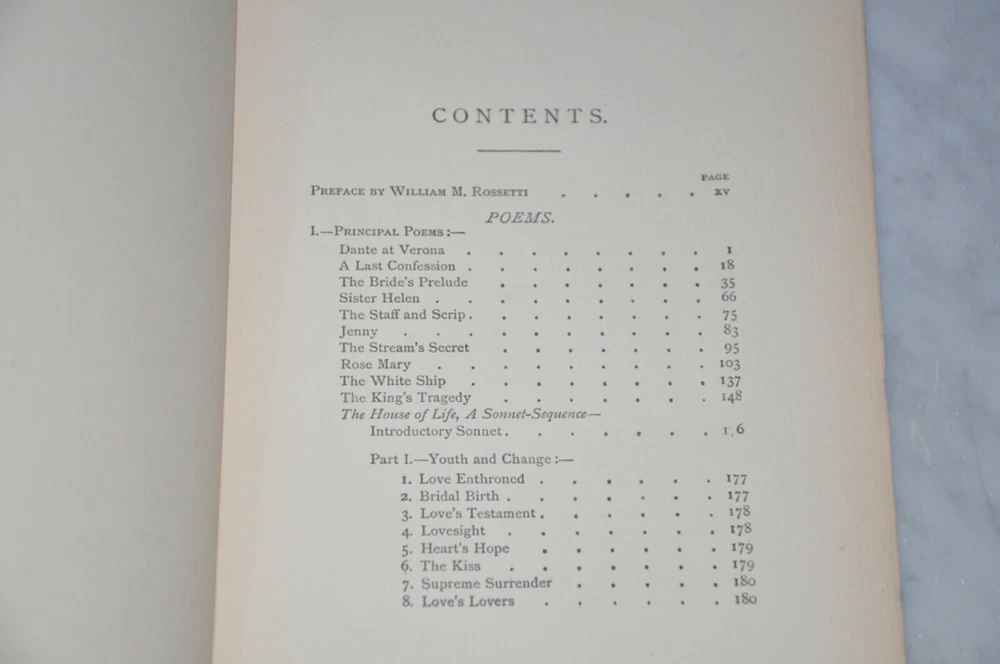 CONTENTS.
PAGE
PREFACE BY WILLIAM M. ROSSETTI . . . . . XV
POEMS.
I.—PRINCIPAL POEMS:—
Dante at Verona . . . . . . . . 1
A Last Confession . . . . . . . . 18
The Bride's Prelude . . . . . . . 35
Sister Helen . . . . . . . . . 66
The Staff and Scrip . . . . . . . . 75
Jenny . . . . . . . . . . 83
The Stream's Secret . . . . . . . 95
Rose Mary . . . . . . . . . 103
The White Ship . . . . . . . . 137
The King's Tragedy . . . . . . . 148
The House of Life, A Sonnet-Sequence—
Introductory Sonnet . . . . . . .
Part I.—Youth and Change:—
1. Love Enthroned . . . . . . 177
2. Bridal Birth . . . . . . . 177
3. Love's Testament . . . . . . 178
4. Lovesight . . . . . . . 178
5. Heart's Hope . . . . . . 179
6. The Kiss . . . . . . . 179
7. Supreme Surrender . . . . . 180
8. Love's Lovers . . . . . . 180